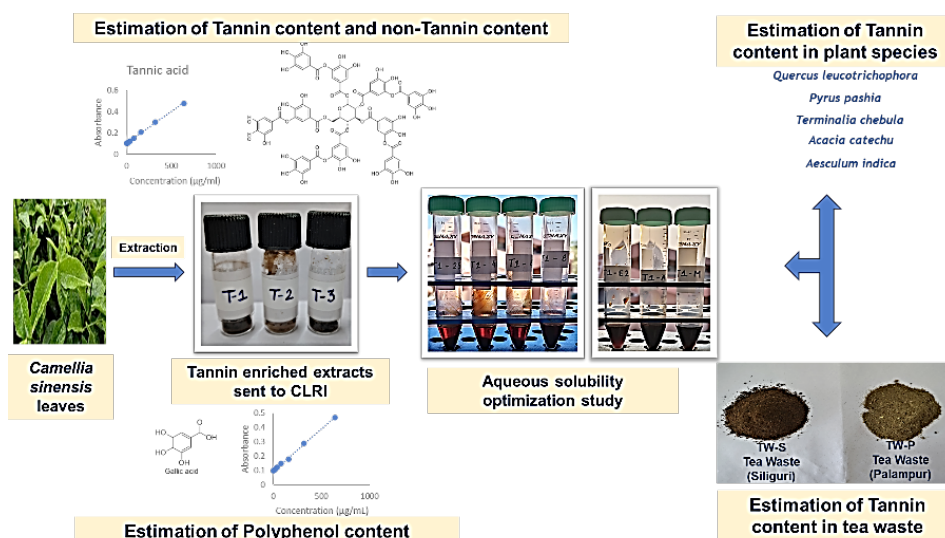 Estimation of Tannin content and non-Tannin content
Estimation of Tannin
content in plant species
Quercus leucotrichophora
Pyrus pashia
Terminalia chebula
Acacia catechu
Aesculum indica
Tannic acid
Absorbance
0.6
0.4
0.2
0
0
500
1000
Concentration (µg/ml)
Extraction
T-1
T-2
T-3
Camellia
sinensis
leaves
Tannin enriched extracts
sent to CLRI
Aqueous solubility
optimization study
TW-S
Tea Waste
(Siliguri)
TW-P
Tea Waste
(Palampur)
Estimation of Tannin
content in tea waste
Gallic acid
Absorbance
0.5
0.4
0.3
0.2
0.1
0
0
500
1000
Concentration (µg/mL)
Estimation of Polyphenol content